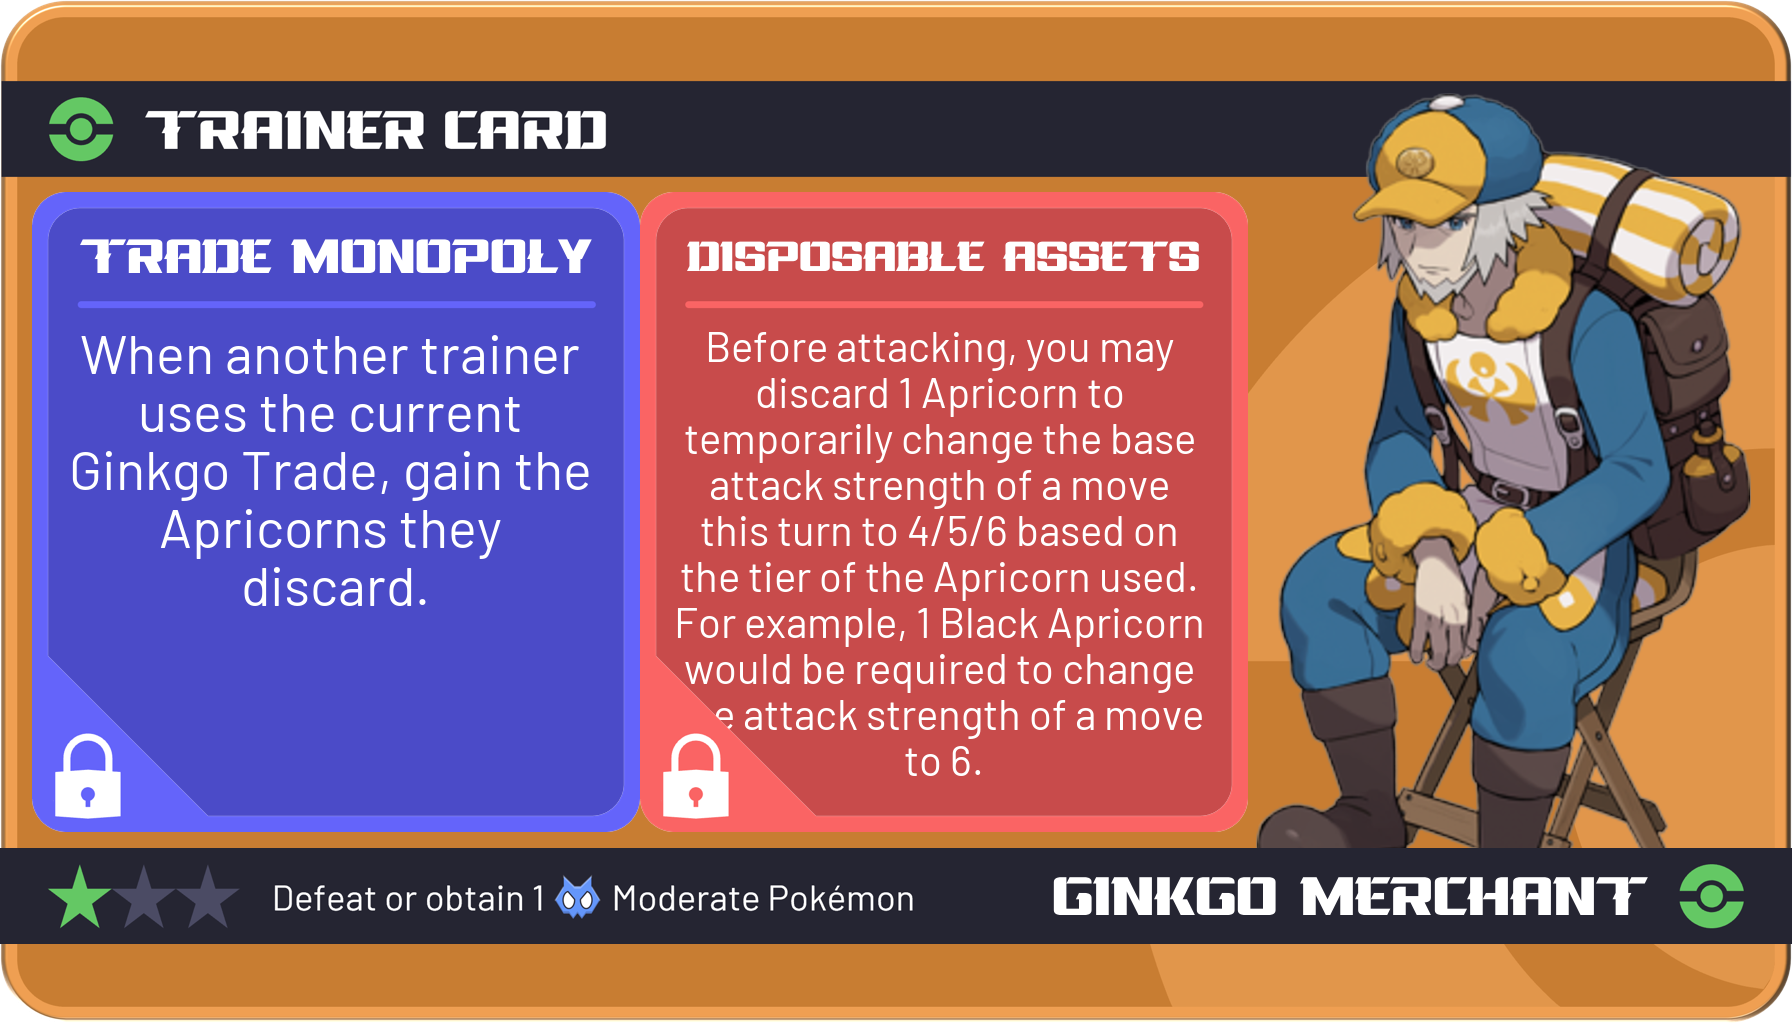 TRAINER CARD
TRADE MONOPOLY
When another trainer
uses the current
Ginkgo Trade, gain the
Apricorns they
discard.
DISPOSABLE ASSETS
Before attacking, you may
discard 1 Apricorn to
temporarily change the base
attack strength of a move
this turn to 4/5/6 based on
the tier of the Apricorn used.
For example, 1 Black Apricorn
would be required to change
e attack strength of a move
to 6.
Defeat or obtain 1 Moderate Pokémon
GINKGO MERCHANT